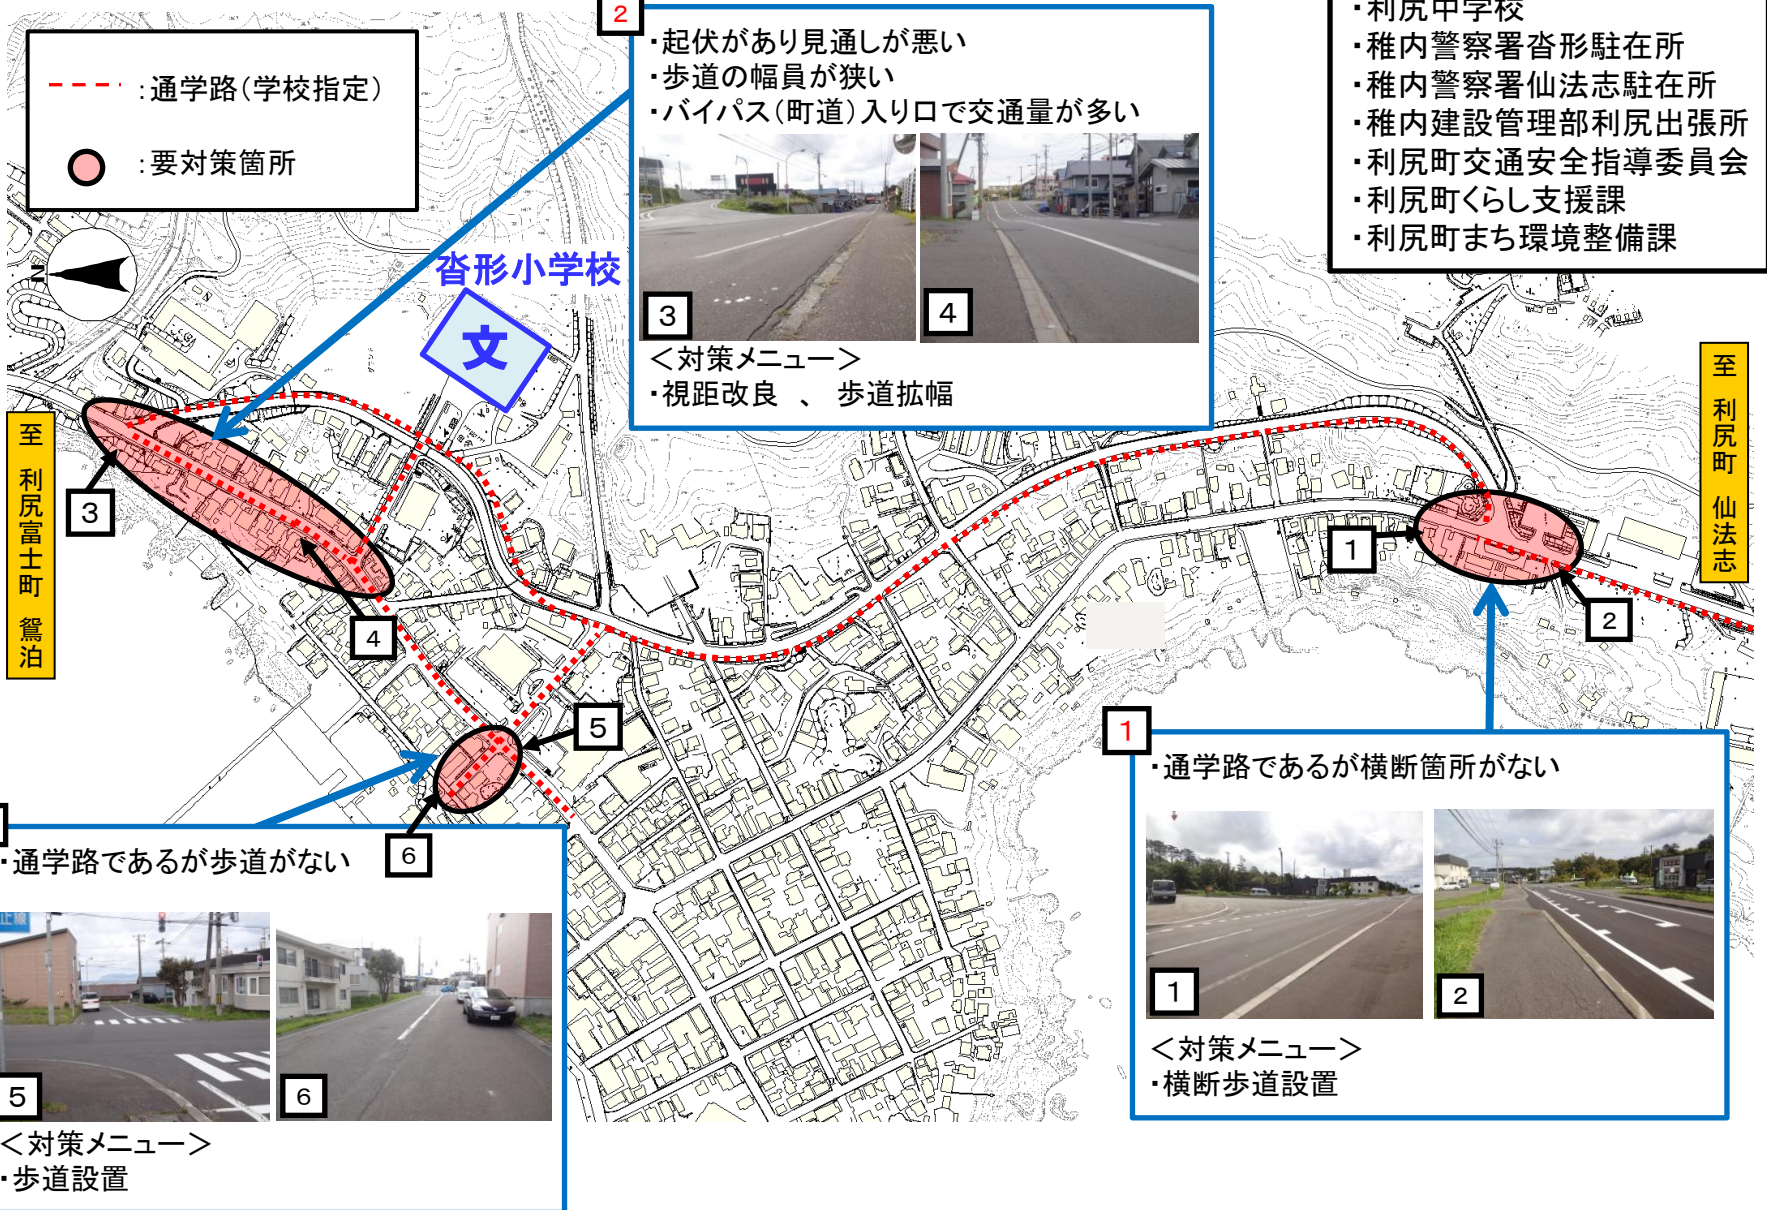 :通学路(学校指定)
:要対策箇所
N
2
・起伏があり見通しが悪い
・歩道の幅員が狭い
・バイパス(町道)入り口で交通量が多い
3
4
<対策メニュー>
・視距改良 、 歩道拡幅
・利尻中学校
・稚内警察署沓形駐在所
・稚内警察署仙法志駐在所
・稚内建設管理部利尻出張所
・利尻町交通安全指導委員会
・利尻町くらし支援課
・利尻町まち環境整備課
沓形小学校
文
至 利尻富士町 鴛泊
至 利尻町 仙法志
3
4
5
6
1
2
1
・通学路であるが横断箇所がない
1
2
<対策メニュー>
・横断歩道設置
・通学路であるが歩道がない
止線
5
6
<対策メニュー>
・歩道設置